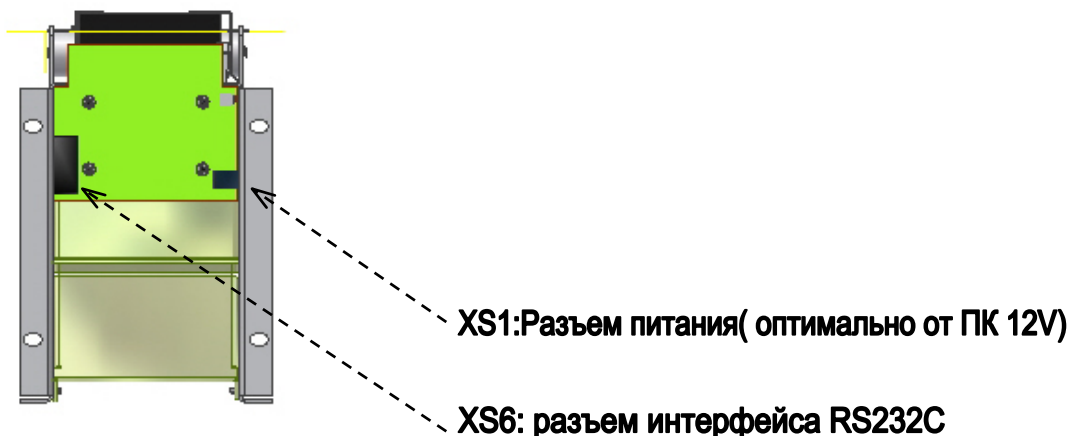 XS1:Разъем питания( оптимально от ПК 12V)
XS6: разъем интерфейса RS232C